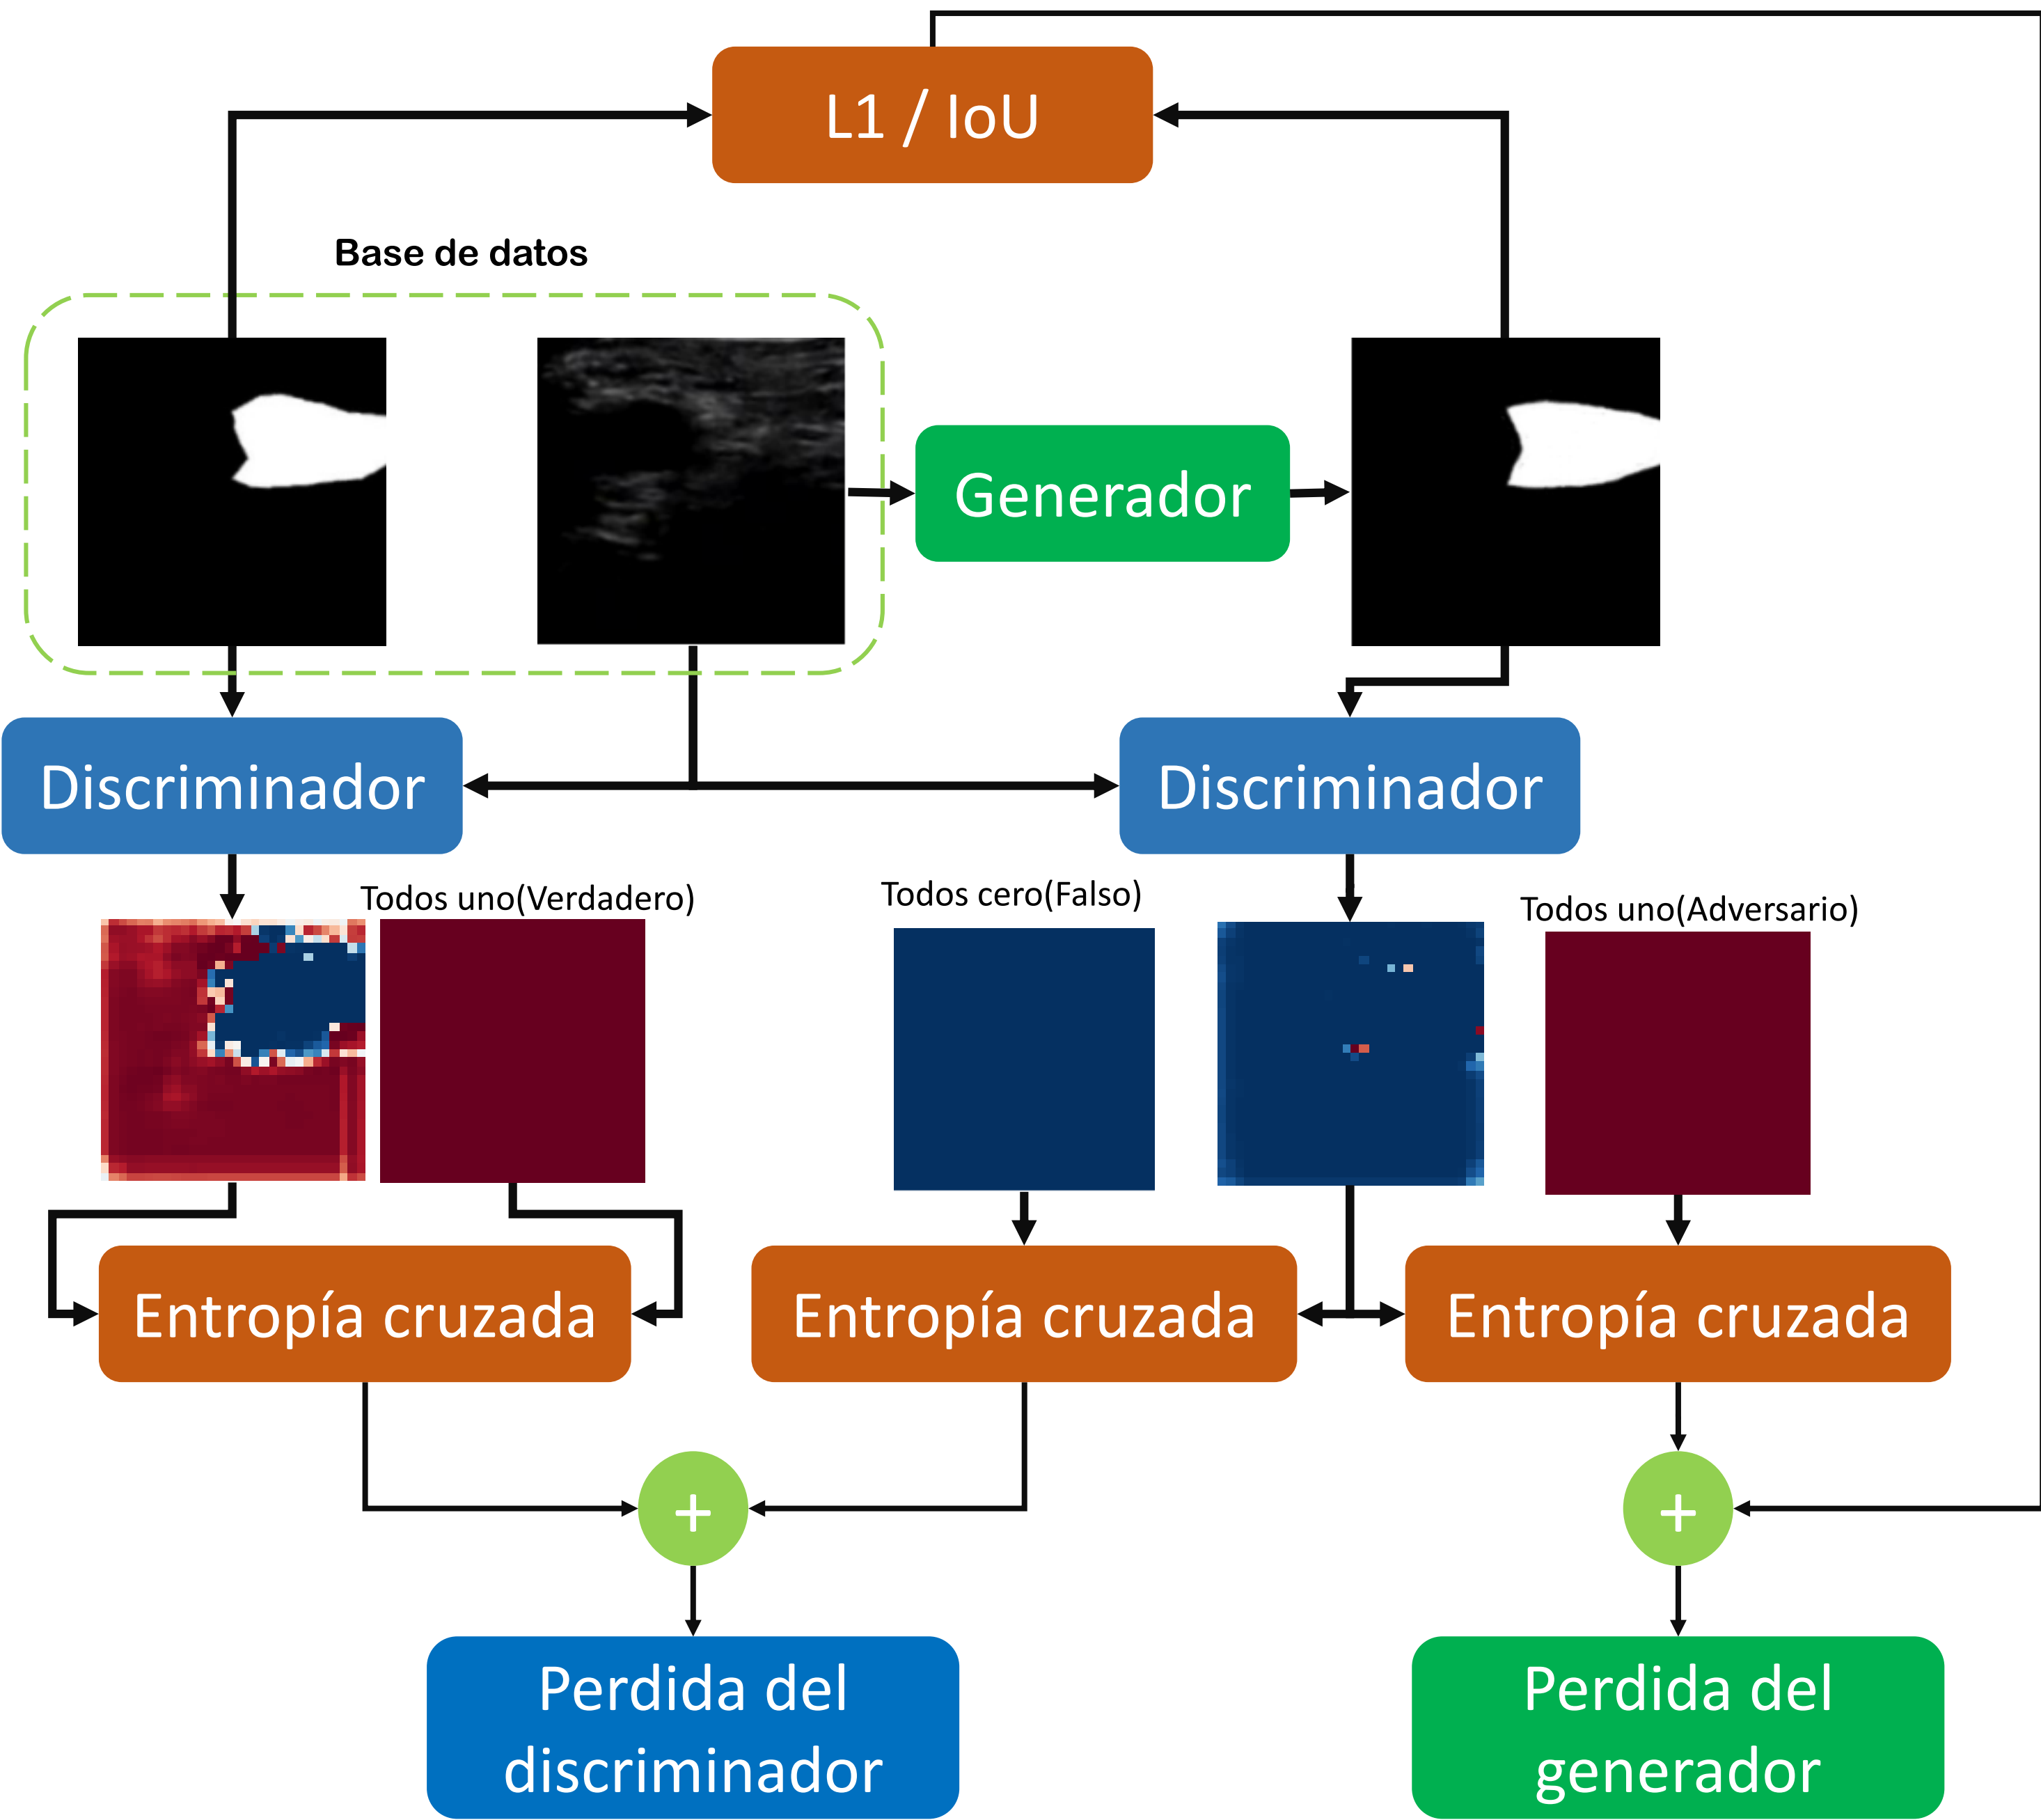 L1 / IoU
Base de datos
Generador
Discriminador
Discriminador
Todos uno(Verdadero)
Todos cero(Falso)
Todos uno(Adversario)
Entropía cruzada
Entropía cruzada
Entropía cruzada
+
+
Perdida del
discriminador
Perdida del
generador